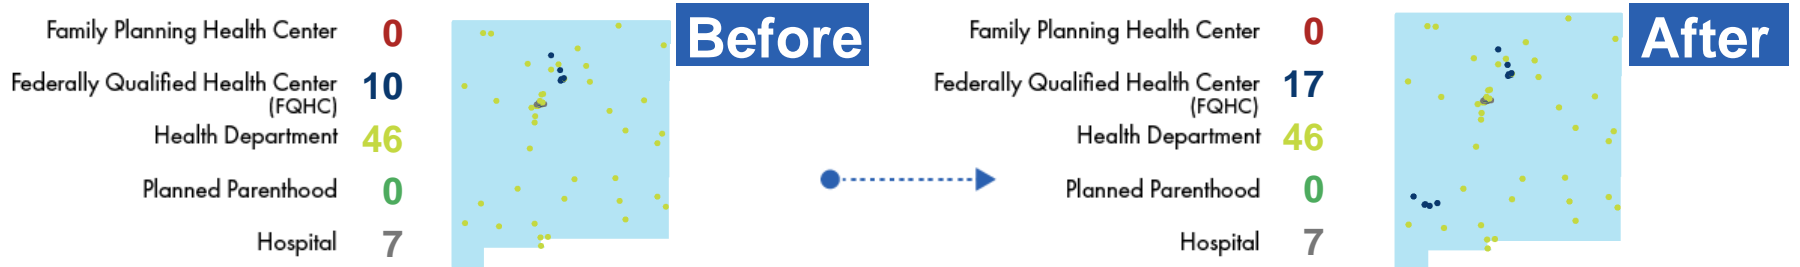 Family Planning Health Center 0
Federally Qualified Health Center 10
(FQHC)
Health Department 46
Planned Parenthood 0
Hospital 7
Before
Family Planning Health Center 0
Federally Qualified Health Center 17
(FQHC)
Health Department 46
Planned Parenthood 0
Hospital 7
After